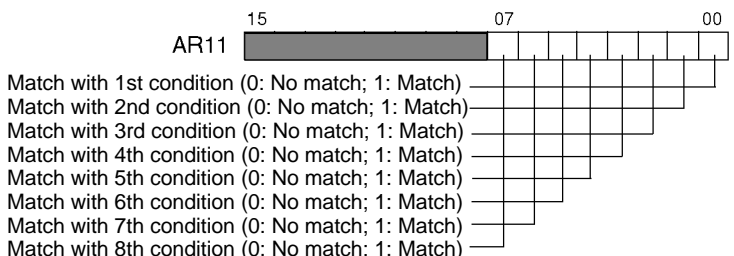 15 07 00
AR11
Match with 1st condition (0: No match; 1: Match)
Match with 2nd condition (0: No match; 1: Match)
Match with 3rd condition (0: No match; 1: Match)
Match with 4th condition (0: No match; 1: Match)
Match with 5th condition (0: No match; 1: Match)
Match with 6th condition (0: No match; 1: Match)
Match with 7th condition (0: No match; 1: Match)
Match with 8th condition (0: No match; 1: Match)